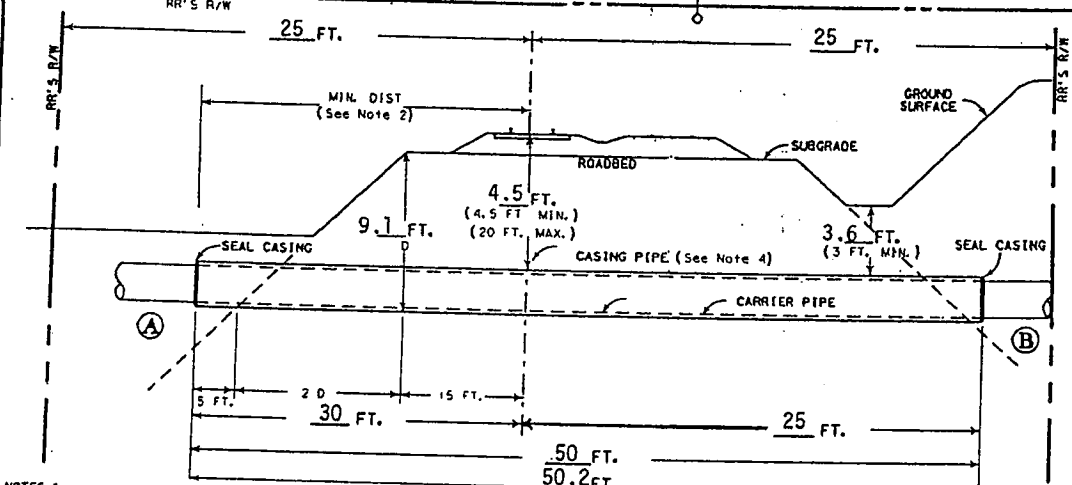 RR'S R/W
25 FT.
25 FT.
RR'S R/W
RR'S R/W
MIN. DIST
(See Note 2)
GROUND
SURFACE
SUBGRADE
ROADBED
4.5 FT.
(4.5 FT MIN.)
(20 FT. MAX.)
9.1 FT.
D
3.6 FT.
(3 FT. MIN.)
SEAL CASING
CASING PIPE (See Note 4)
SEAL CASING
CARRIER PIPE
A
B
5 FT.
2 D
15 FT.
30 FT.
25 FT.
.50 FT.
50.2FT
NOTES :